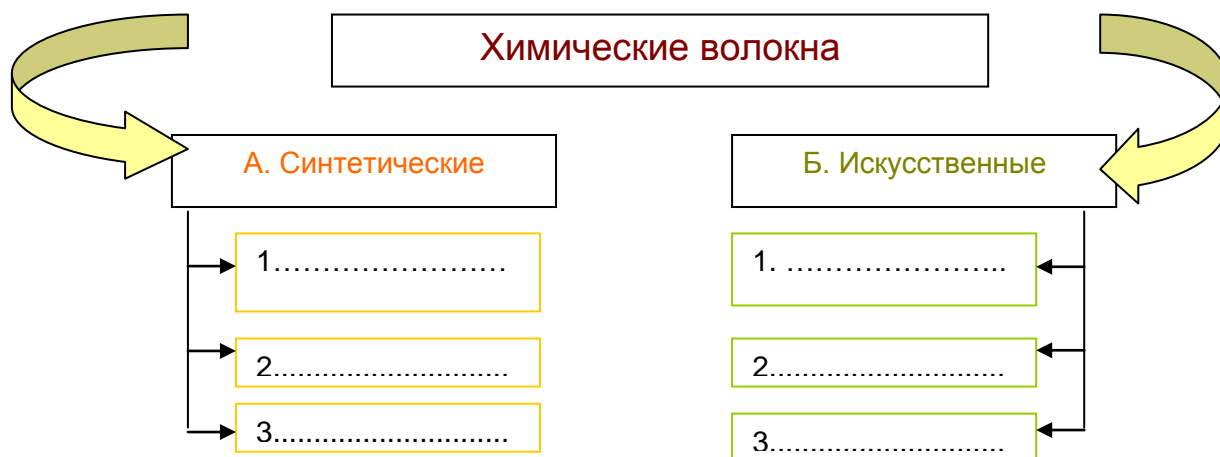 Химические волокна
А. Синтетические
Б. Искусственные
1……………………
2.............................
3.............................
1. …………………...
2.............................
3.............................